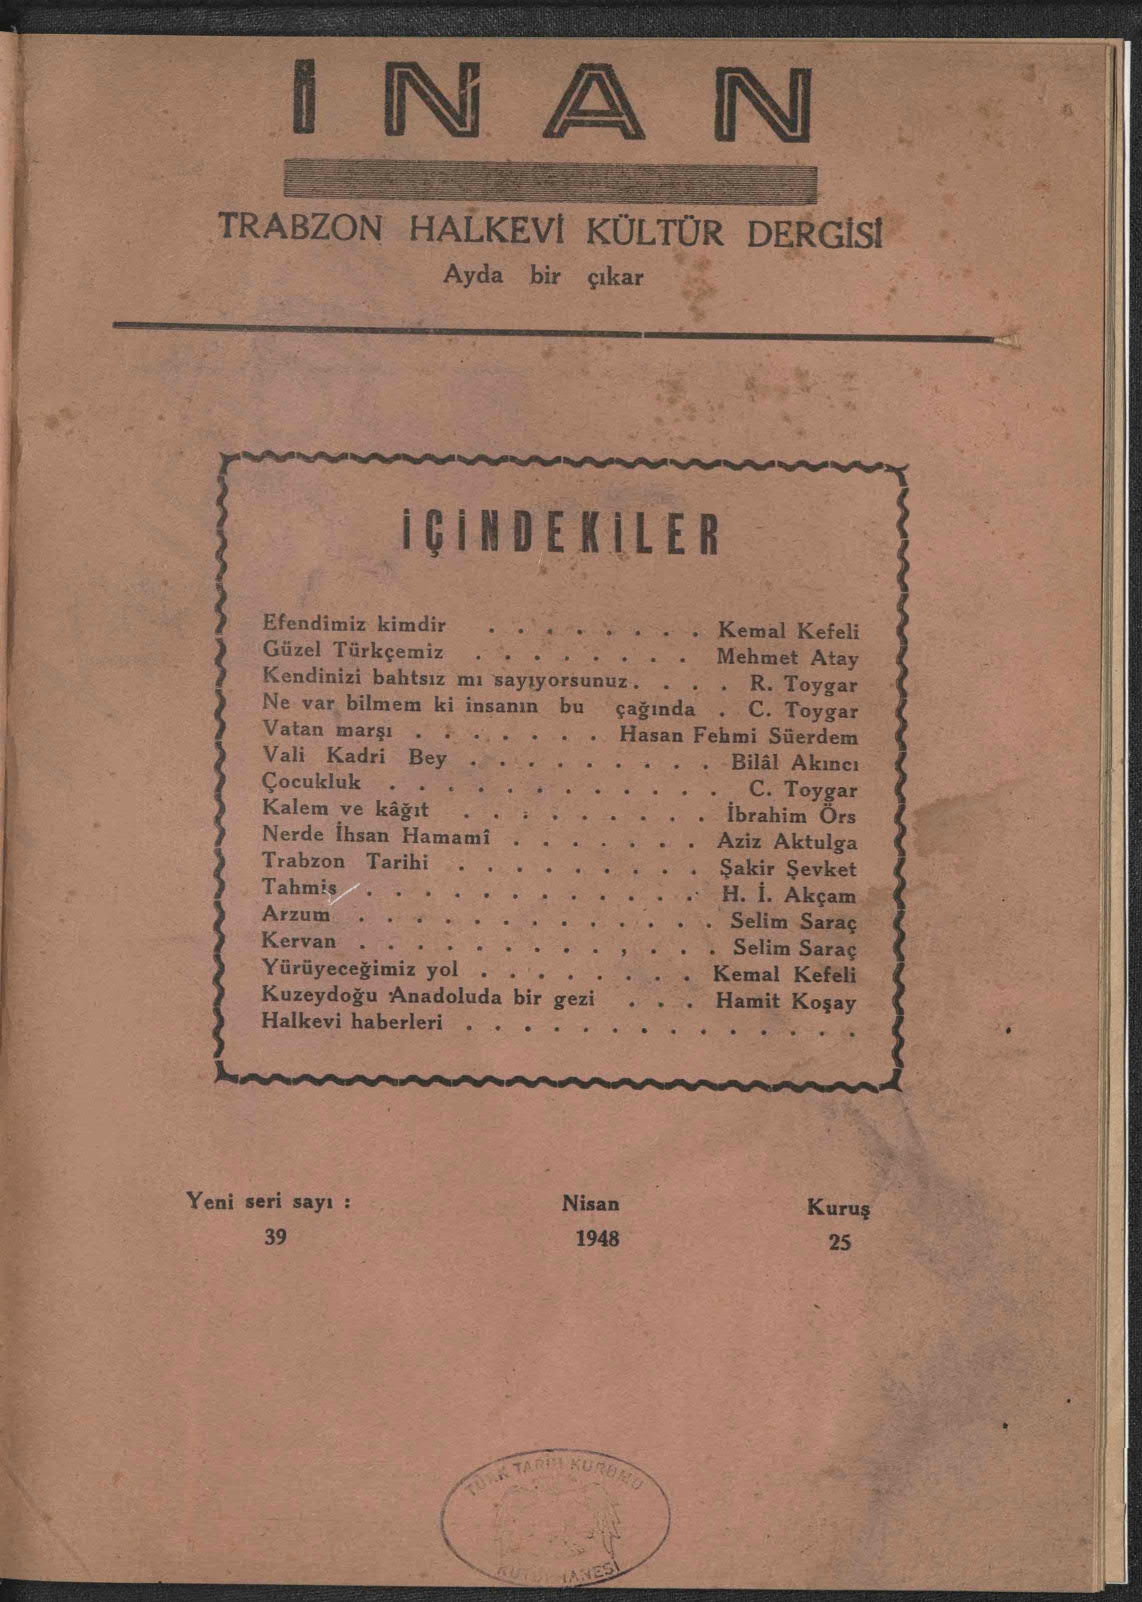 İNAN
TRABZON HALKEVİ KÜLTÜR DERGİSİ
Ayda bir çıkar
İÇİNDEKİLER
Efendimiz kimdir . . . . . . . . Kemal Kefeli
Güzel Türkçemiz . . . . . . . . Mehmet Atay
Kendinizi bahtsız mı sayıyorsunuz . . . . R. Toygar
Ne var bilmem ki insanın bu çağında . C. Toygar
Vatan marşı . . . . . . . Hasan Fehmi Süerdem
Vali Kadri Bey . . . . . . . . . Bilâl Akıncı
Çocukluk . . . . . . . . . . . . C. Toygar
Kalem ve kâğıt . . . . . . . . . İbrahim Örs
Nerde İhsan Hamamî . . . . . . . Aziz Aktulga
Trabzon Tarihi . . . . . . . . . Şakir Şevket
Tahmis . . . . . . . . . . . . H. İ. Akçam
Arzum . . . . . . . . . . . . . Selim Saraç
Kervan . . . . . . . . . , . . . Selim Saraç
Yürüyeceğimiz yol . . . . . . . . Kemal Kefeli
Kuzeydoğu Anadoluda bir gezi . . . Hamit Koşay
Halkevi haberleri . . . . . . . . . . . . . .
Yeni seri sayı : Nisan Kuruş
39 1948 25
TÜRK TARİH KURUMU
KÜTÜPHANESİ